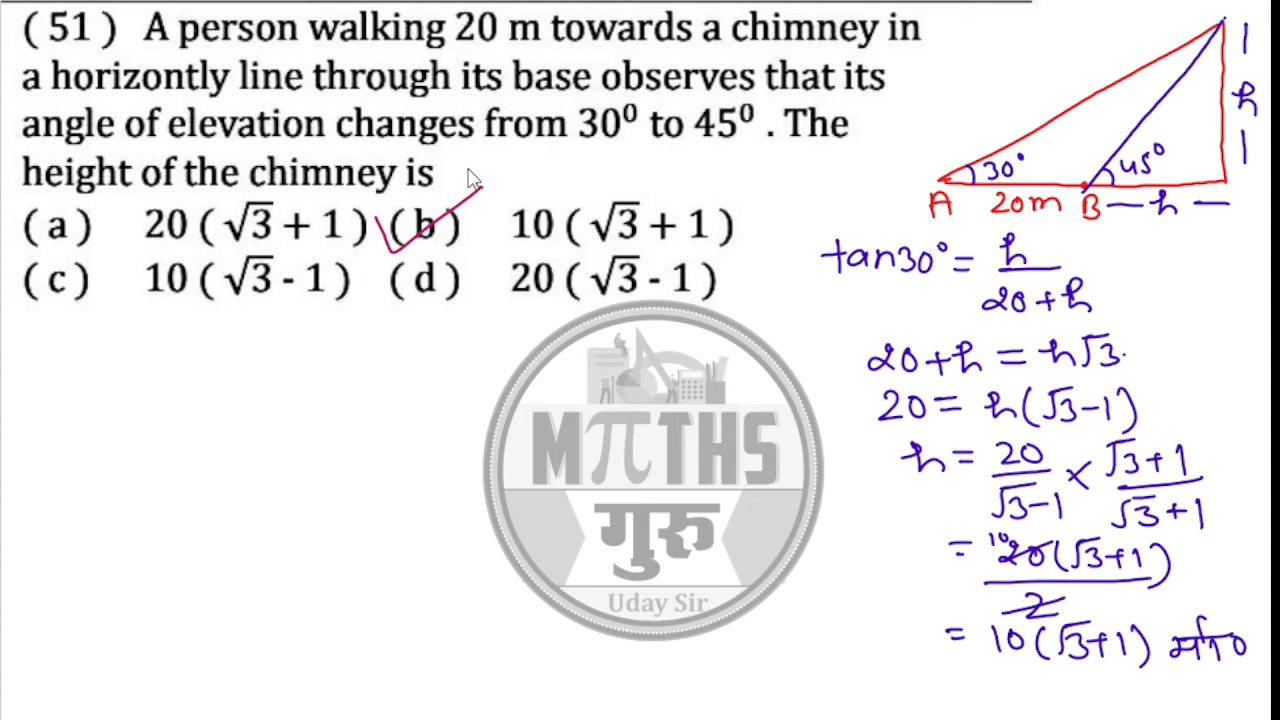 ( 51 ) A person walking 20 m towards a chimney in
a horizontly line through its base observes that its
angle of elevation changes from 30⁰ to 45⁰ . The
height of the chimney is
( a ) 20 ( √3 + 1 ) ( b ) 10 ( √3 + 1 )
( c ) 10 ( √3 - 1 ) ( d ) 20 ( √3 - 1 )
h
30° 45°
A 20m B h
tan30° = h / 20 + h
20 + h = h√3
20 = h(√3-1)
h = 20 / √3-1 × √3+1 / √3+1
= 10 20(√3+1) / 2
= 10(√3+1) मी०
MπTHS
गुरु
Uday Sir